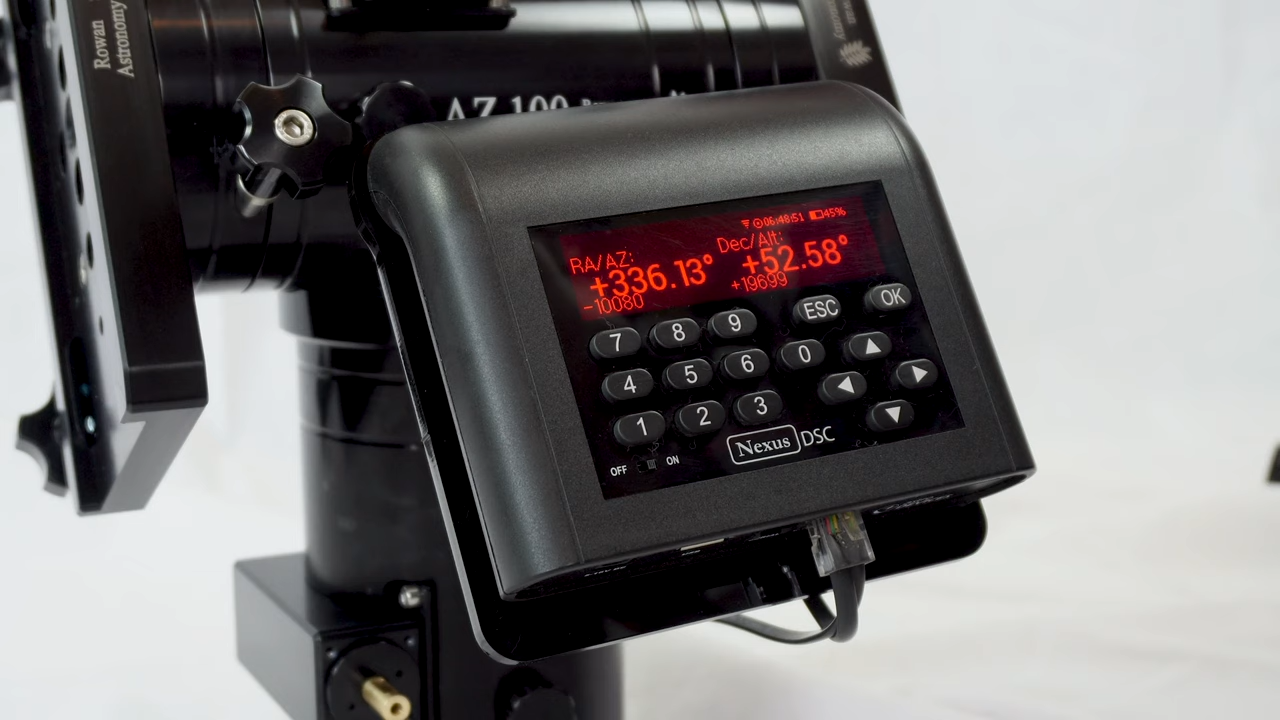 Rowan
Astronomy
AZ 100
06:48:51 45%
RA/AZ: Dec/Alt:
+336.13° +52.58°
-10080 +19699
7 8 9 ESC OK
4 5 6 0
1 2 3
Nexus DSC
OFF ON